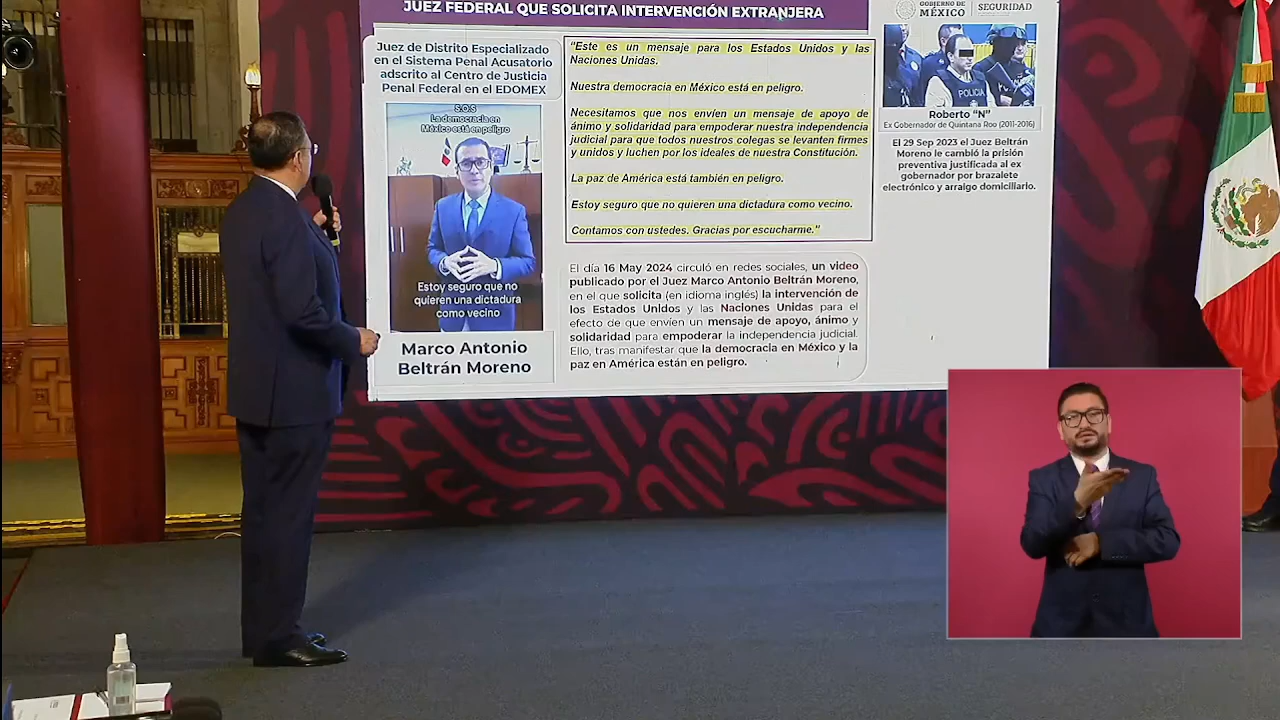 JUEZ FEDERAL QUE SOLICITA INTERVENCIÓN EXTRANJERA
GOBIERNO DE
MÉXICO
SEGURIDAD
Juez de Distrito Especializado
en el Sistema Penal Acusatorio
adscrito al Centro de Justicia
Penal Federal en el EDOMEX
S.O.S
La democracia en
México está en peligro
Estoy seguro que no
quieren una dictadura
como vecino
Marco Antonio
Beltrán Moreno
"Este es un mensaje para los Estados Unidos y las
Naciones Unidas.
Nuestra democracia en México está en peligro.
Necesitamos que nos envíen un mensaje de apoyo de
ánimo y solidaridad para empoderar nuestra independencia
judicial para que todos nuestros colegas se levanten firmes
y unidos y luchen por los ideales de nuestra Constitución.
La paz de América está también en peligro.
Estoy seguro que no quieren una dictadura como vecino.
Contamos con ustedes. Gracias por escucharme."
El día 16 May 2024 circuló en redes sociales, un video
publicado por el Juez Marco Antonio Beltrán Moreno,
en el que solicita (en idioma inglés) la intervención de
los Estados Unidos y las Naciones Unidas para el
efecto de que envíen un mensaje de apoyo, ánimo y
solidaridad para empoderar la independencia judicial.
Ello, tras manifestar que la democracia en México y la
paz en América están en peligro.
POLICIA
Roberto "N"
Ex Gobernador de Quintana Roo (2011-2016)
El 29 Sep 2023 el Juez Beltrán
Moreno le cambió la prisión
preventiva justificada al ex
gobernador por brazalete
electrónico y arraigo domiciliario.